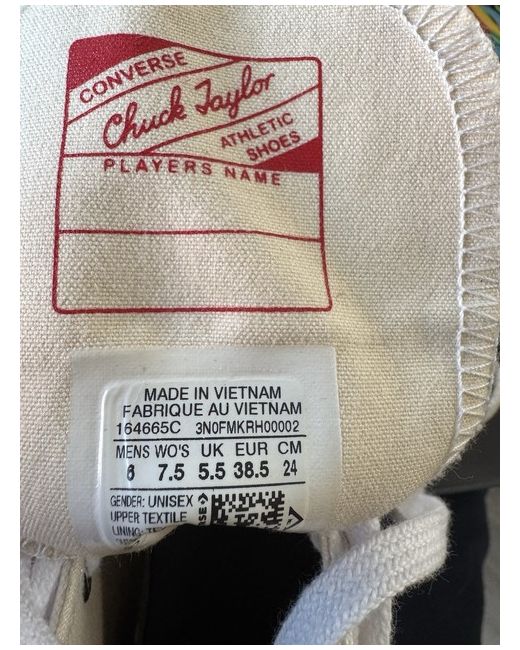 CONVERSE
Chuck Taylor
ATHLETIC
SHOES
PLAYERS NAME
MADE IN VIETNAM
FABRIQUE AU VIETNAM
164665C 3N0FMKRH00002
MENS WO'S UK EUR CM
6 7.5 5.5 38.5 24
GENDER: UNISEX
UPPER TEXTILE
LINING: